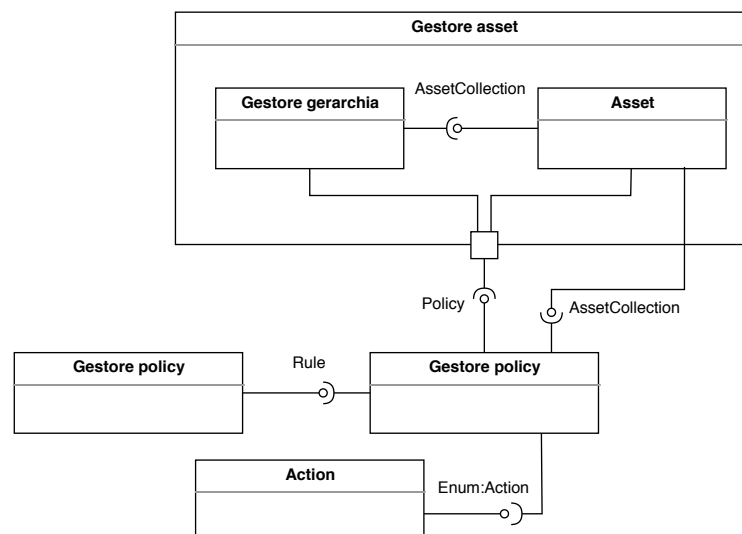 Gestore asset
AssetCollection
Gestore gerarchia
Asset
Policy
AssetCollection
Gestore policy
Rule
Gestore policy
Action
Enum:Action